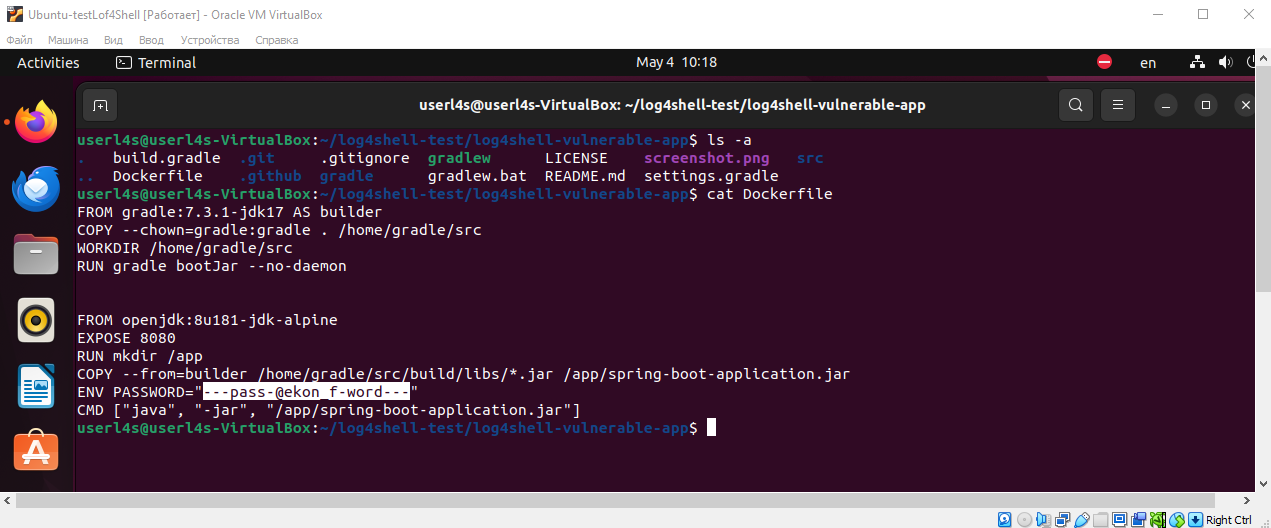 Ubuntu-testLof4Shell [Работает] - Oracle VM VirtualBox
Файл Машина Вид Ввод Устройства Справка
Activities Terminal May 4 10:18 en
userl4s@userl4s-VirtualBox: ~/log4shell-test/log4shell-vulnerable-app
userl4s@userl4s-VirtualBox:~/log4shell-test/log4shell-vulnerable-app$ ls -a
. build.gradle .git .gitignore gradlew LICENSE screenshot.png src
.. Dockerfile .github gradle gradlew.bat README.md settings.gradle
userl4s@userl4s-VirtualBox:~/log4shell-test/log4shell-vulnerable-app$ cat Dockerfile
FROM gradle:7.3.1-jdk17 AS builder
COPY --chown=gradle:gradle . /home/gradle/src
WORKDIR /home/gradle/src
RUN gradle bootJar --no-daemon
FROM openjdk:8u181-jdk-alpine
EXPOSE 8080
RUN mkdir /app
COPY --from=builder /home/gradle/src/build/libs/*.jar /app/spring-boot-application.jar
ENV PASSWORD="---pass-@ekon_f-word---"
CMD ["java", "-jar", "/app/spring-boot-application.jar"]
userl4s@userl4s-VirtualBox:~/log4shell-test/log4shell-vulnerable-app$
Right Ctrl